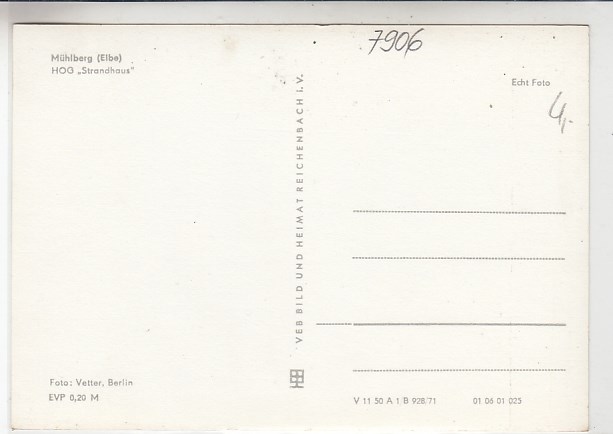 7906
Mühlberg (Elbe)
HOG „Strandhaus"
Echt Foto
4,-
VEB BILD UND HEIMAT REICHENBACH I. V.
Foto: Vetter, Berlin
EVP 0,20 M
V 11 50 A 1/B 928/71 01 06 01 025